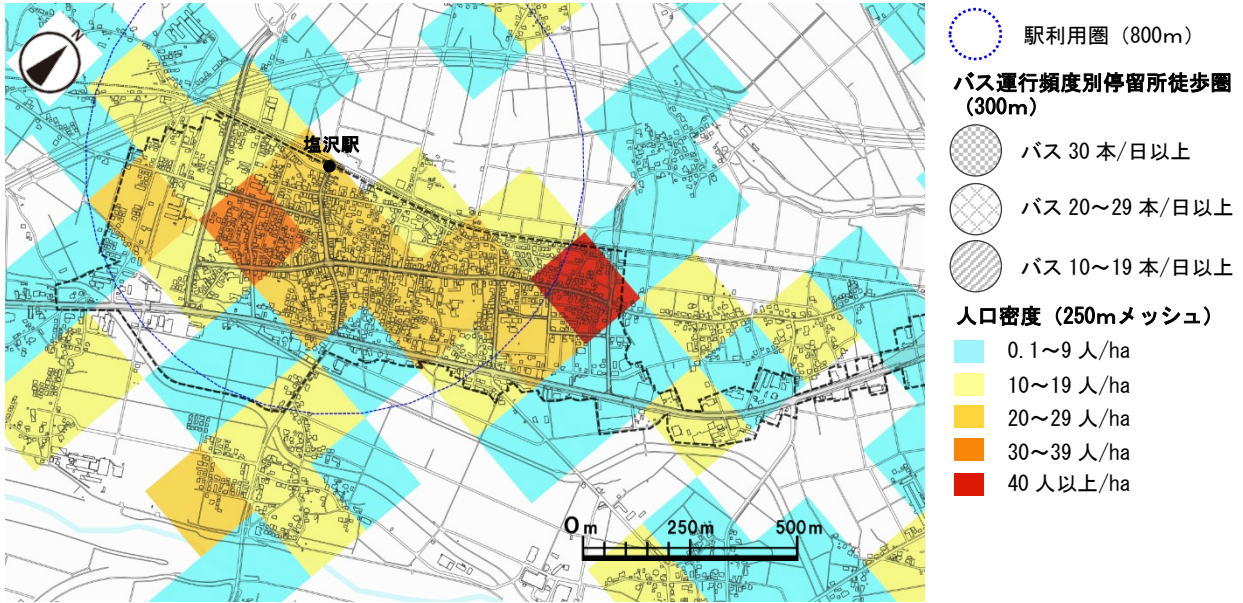 N
塩沢駅
0m 250m 500m
駅利用圏（800m）
バス運行頻度別停留所徒歩圏
（300m）
バス 30 本/日以上
バス 20～29 本/日以上
バス 10～19 本/日以上
人口密度（250mメッシュ）
0.1～9 人/ha
10～19 人/ha
20～29 人/ha
30～39 人/ha
40 人以上/ha